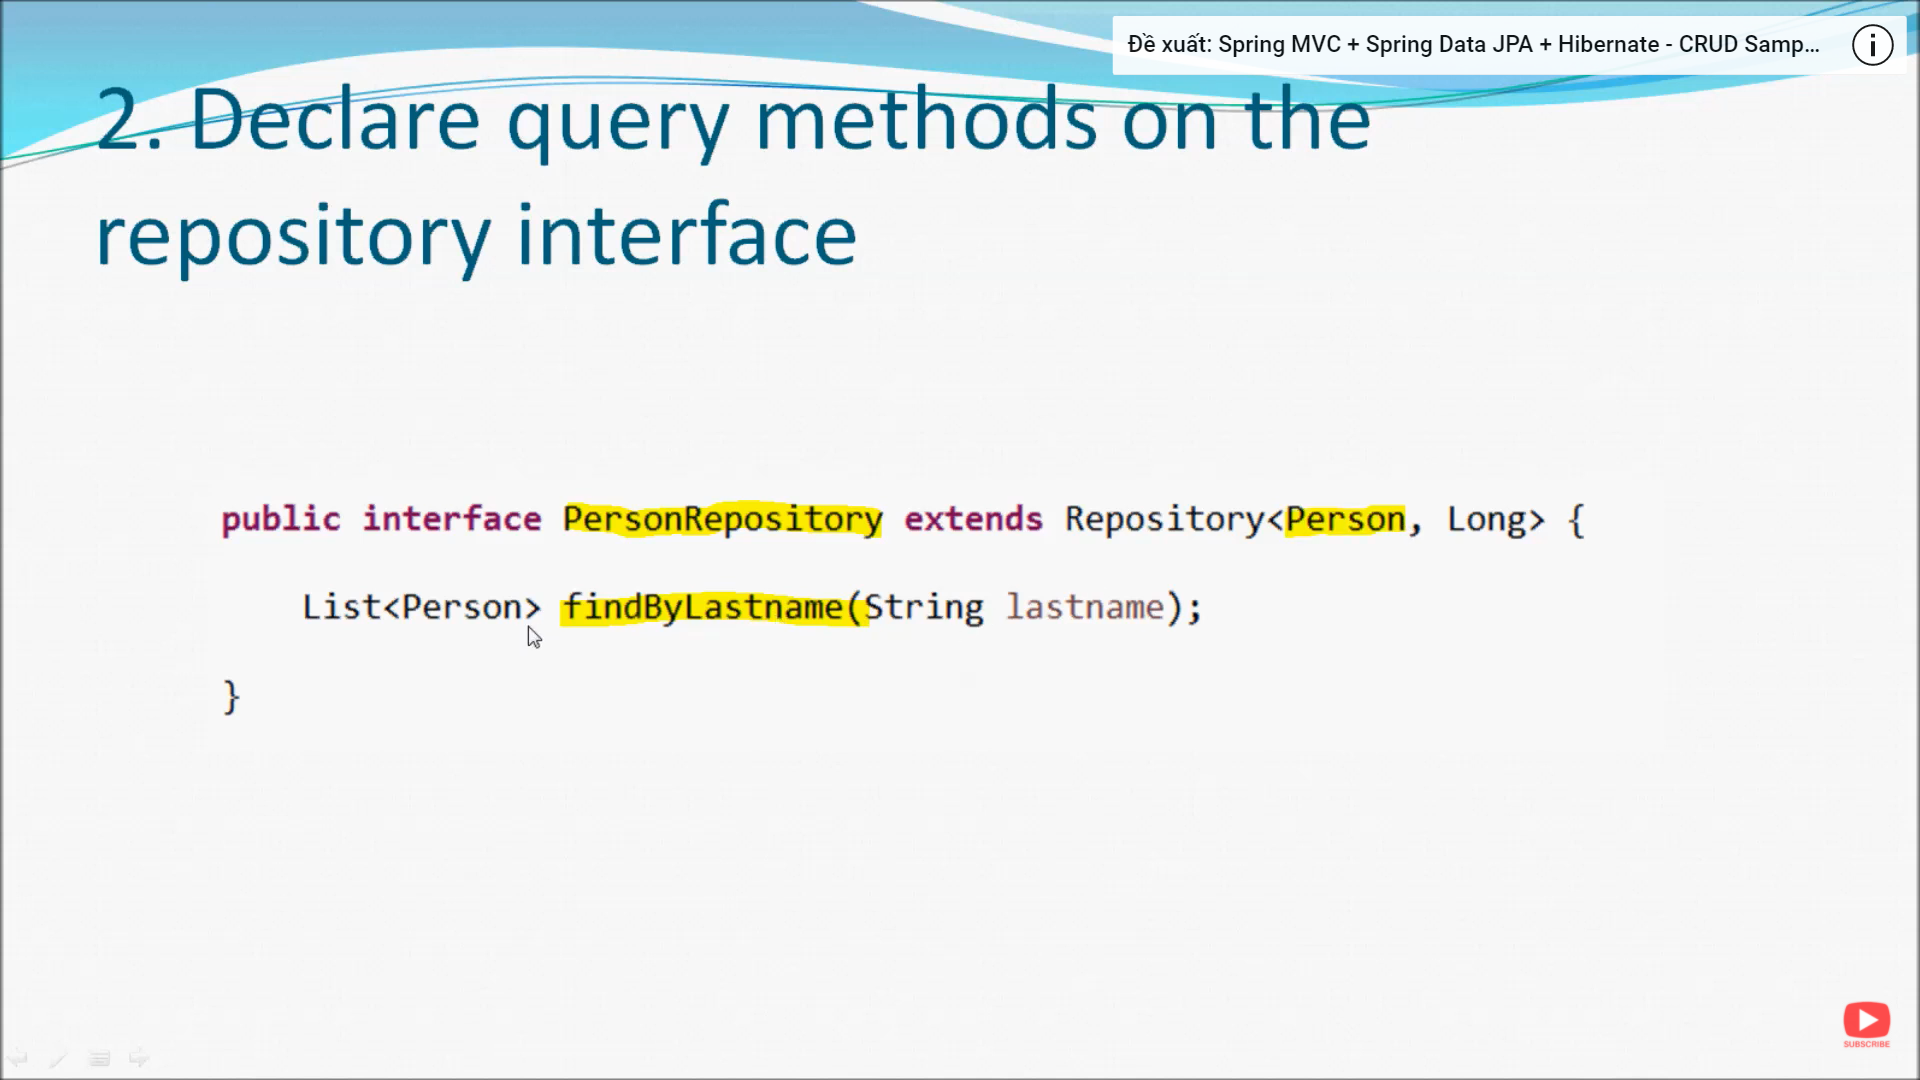 Đề xuất: Spring MVC + Spring Data JPA + Hibernate - CRUD Samp...
2. Declare query methods on the
repository interface
public interface PersonRepository extends Repository<Person, Long> {
List<Person> findByLastname(String lastname);
}
SUBSCRIBE